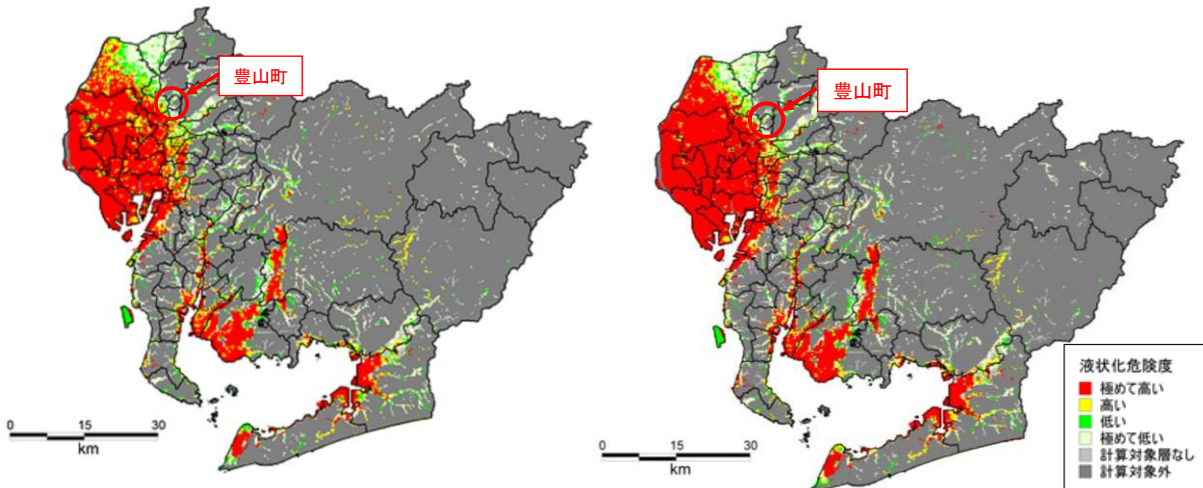 豊山町
0 15 30
km
豊山町
0 15 30
km
液状化危険度
極めて高い
高い
低い
極めて低い
計算対象層なし
計算対象外